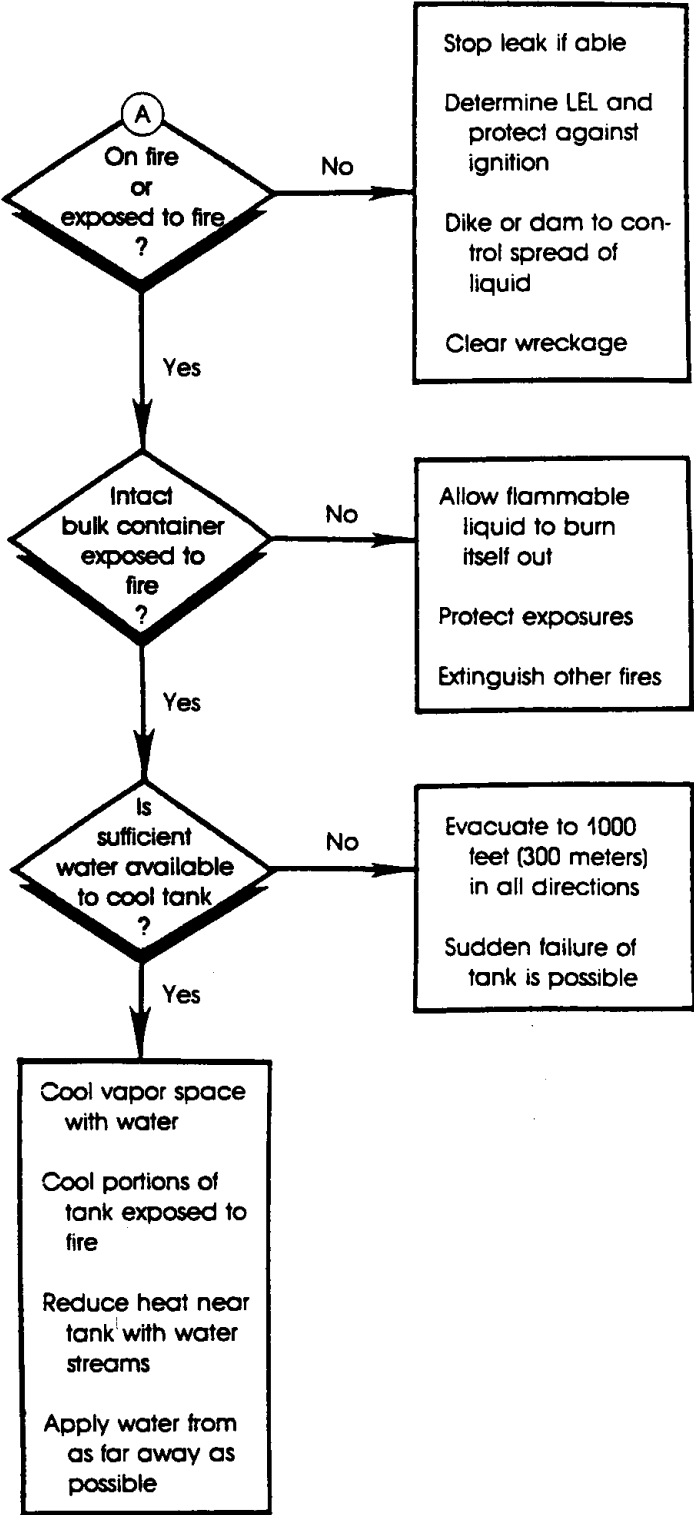 A
On fire
or
exposed to fire
?
No
Stop leak if able
Determine LEL and
protect against
ignition
Dike or dam to con-
trol spread of
liquid
Clear wreckage
Yes
Intact
bulk container
exposed to
fire
?
No
Allow flammable
liquid to burn
itself out
Protect exposures
Extinguish other fires
Yes
Is
sufficient
water available
to cool tank
?
No
Evacuate to 1000
feet (300 meters)
in all directions
Sudden failure of
tank is possible
Yes
Cool vapor space
with water
Cool portions of
tank exposed to
fire
Reduce heat near
tank with water
streams
Apply water from
as far away as
possible